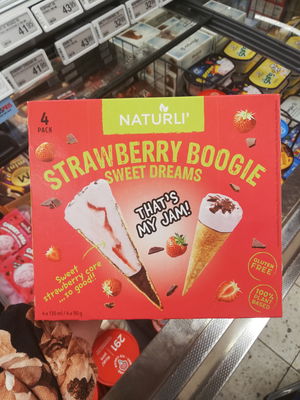 NATURLI'
4
PACK
STRAWBERRY BOOGIE
SWEET DREAMS
THAT'S
MY JAM!
Sweet
strawberry core
...so good!!
GLUTEN
FREE
100%
PLANT
BASED